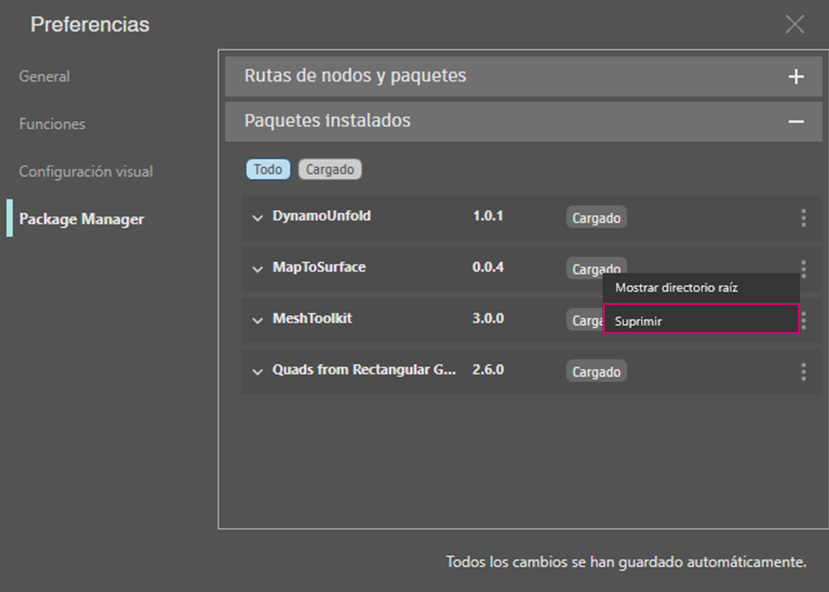 Preferencias
General
Funciones
Configuración visual
Package Manager
Rutas de nodos y paquetes
Paquetes instalados
Todo Cargado
DynamoUnfold 1.0.1 Cargado
MapToSurface 0.0.4 Cargado
Mostrar directorio raíz
MeshToolkit 3.0.0 Carga
Suprimir
Quads from Rectangular G... 2.6.0 Cargado
Todos los cambios se han guardado automáticamente.